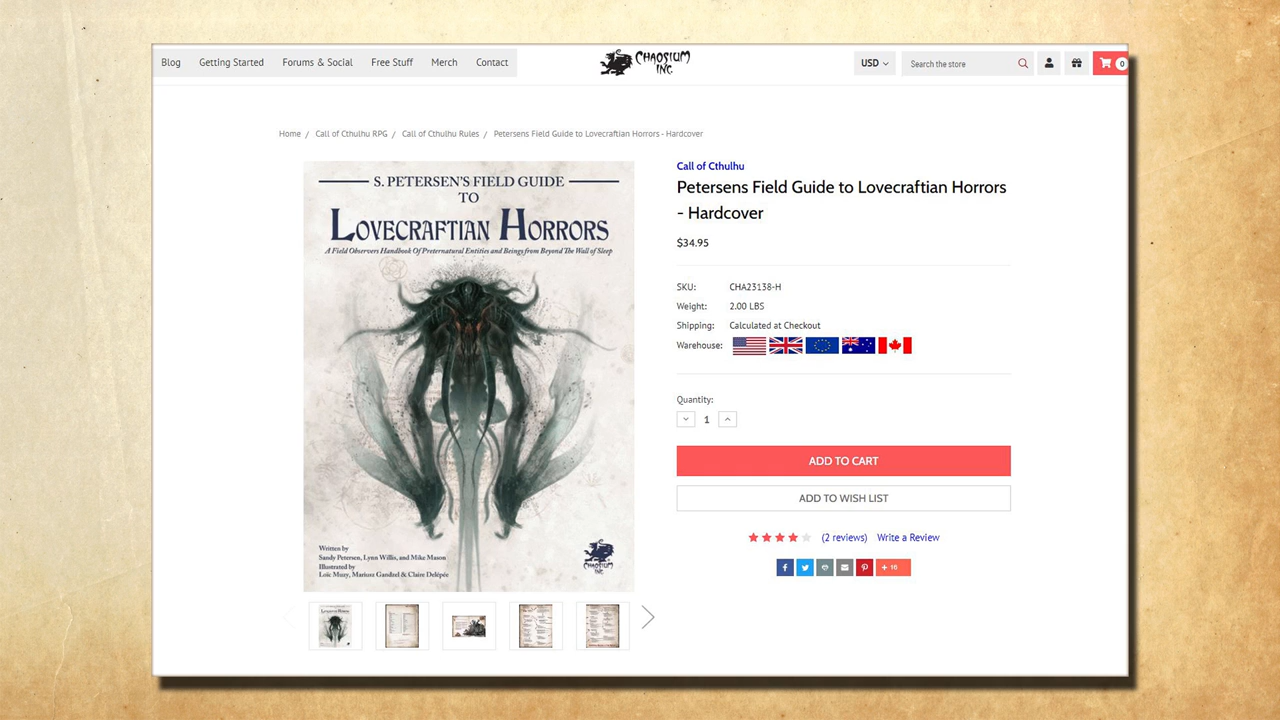 Blog Getting Started Forums & Social Free Stuff Merch Contact
CHAOSIUM
INC.
USD
Search the store
0
Home / Call of Cthulhu RPG / Call of Cthulhu Rules / Petersens Field Guide to Lovecraftian Horrors - Hardcover
S. PETERSEN'S FIELD GUIDE
TO
LOVECRAFTIAN HORRORS
A Field Observers Handbook Of Preternatural Entities and Beings from Beyond The Wall of Sleep
Written by
Sandy Petersen, Lynn Willis, and Mike Mason
Illustrated by
Loïc Muzy, Mariusz Gandzel & Claire Delépée
CHAOSIUM
INC.
Call of Cthulhu
Petersens Field Guide to Lovecraftian Horrors
- Hardcover
$34.95
SKU: CHA23138-H
Weight: 2.00 LBS
Shipping: Calculated at Checkout
Warehouse:
Quantity:
1
ADD TO CART
ADD TO WISH LIST
(2 reviews) Write a Review
16